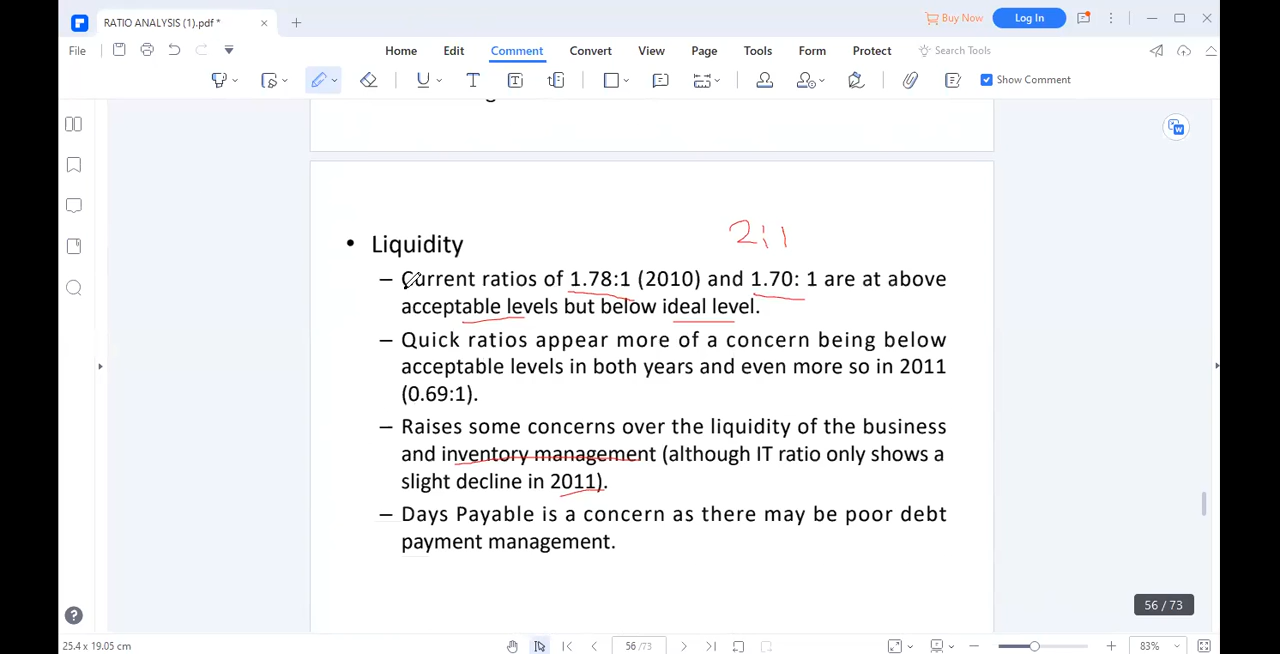 RATIO ANALYSIS (1).pdf *
Buy Now
Log In
File
Home Edit Comment Convert View Page Tools Form Protect Search Tools
Show Comment
2:1
• Liquidity
– Current ratios of 1.78:1 (2010) and 1.70: 1 are at above
acceptable levels but below ideal level.
– Quick ratios appear more of a concern being below
acceptable levels in both years and even more so in 2011
(0.69:1).
– Raises some concerns over the liquidity of the business
and inventory management (although IT ratio only shows a
slight decline in 2011).
– Days Payable is a concern as there may be poor debt
payment management.
56 / 73
25.4 x 19.05 cm
56 /73
83%